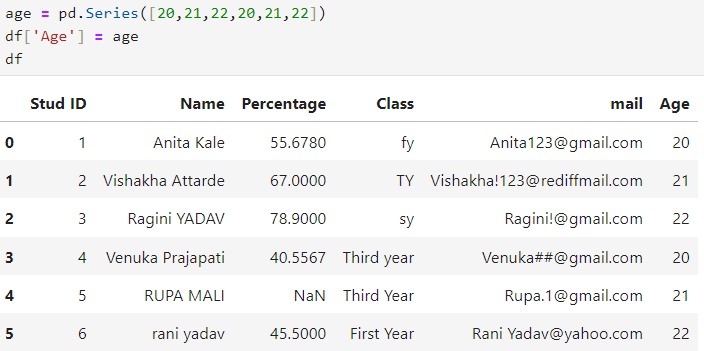 age = pd.Series([20,21,22,20,21,22])
df['Age'] = age
df
Stud ID Name Percentage Class mail Age
0 1 Anita Kale 55.6780 fy Anita123@gmail.com 20
1 2 Vishakha Attarde 67.0000 TY Vishakha!123@rediffmail.com 21
2 3 Ragini YADAV 78.9000 sy Ragini!@gmail.com 22
3 4 Venuka Prajapati 40.5567 Third year Venuka##@gmail.com 20
4 5 RUPA MALI NaN Third Year Rupa.1@gmail.com 21
5 6 rani yadav 45.5000 First Year Rani Yadav@yahoo.com 22